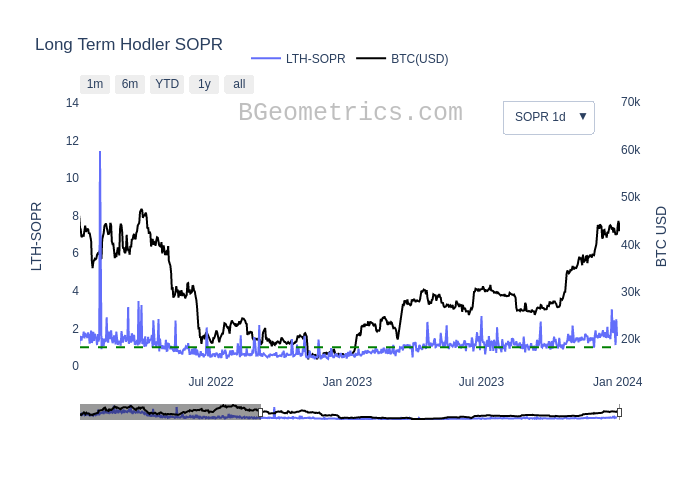 Long Term Hodler SOPR
LTH-SOPR BTC(USD)
1m 6m YTD 1y all
BGeometrics.com
SOPR 1d ▼
14
12
10
8
6
4
2
0
LTH-SOPR
70k
60k
50k
40k
30k
20k
BTC USD
Jul 2022 Jan 2023 Jul 2023 Jan 2024